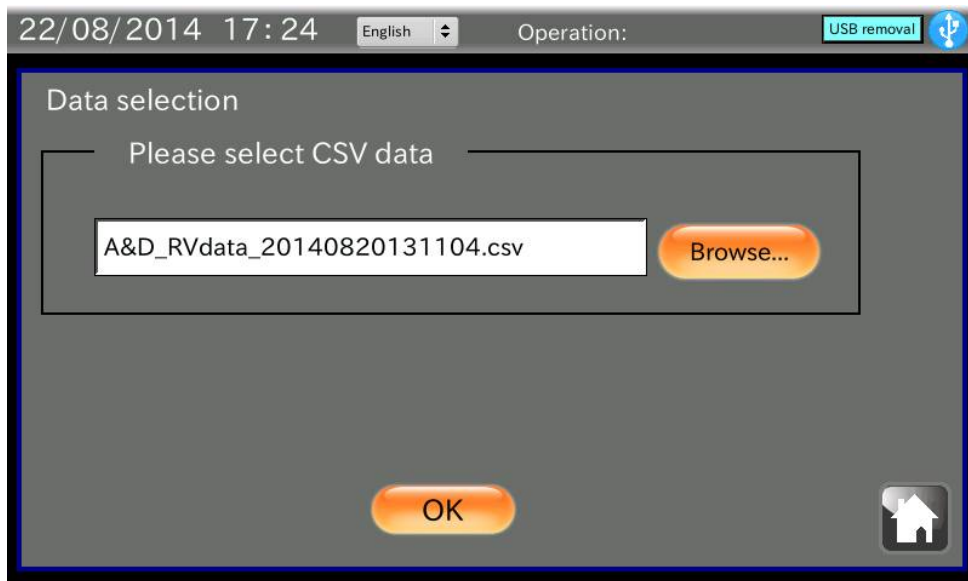 22/08/2014 17:24 English Operation: USB removal
Data selection
Please select CSV data
A&D_RVdata_20140820131104.csv Browse...
OK